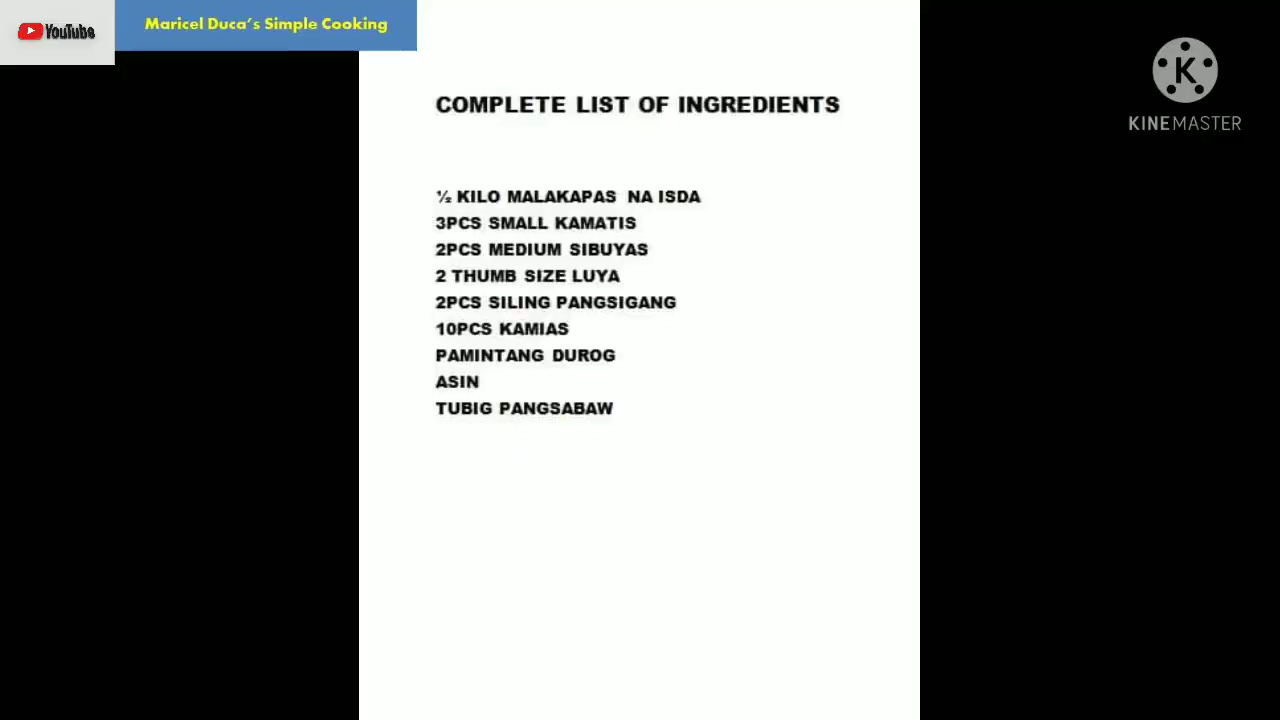 YouTube
Maricel Duca's Simple Cooking
K
KINEMASTER
COMPLETE LIST OF INGREDIENTS
½ KILO MALAKAPAS NA ISDA
3PCS SMALL KAMATIS
2PCS MEDIUM SIBUYAS
2 THUMB SIZE LUYA
2PCS SILING PANGSIGANG
10PCS KAMIAS
PAMINTANG DUROG
ASIN
TUBIG PANGSABAW